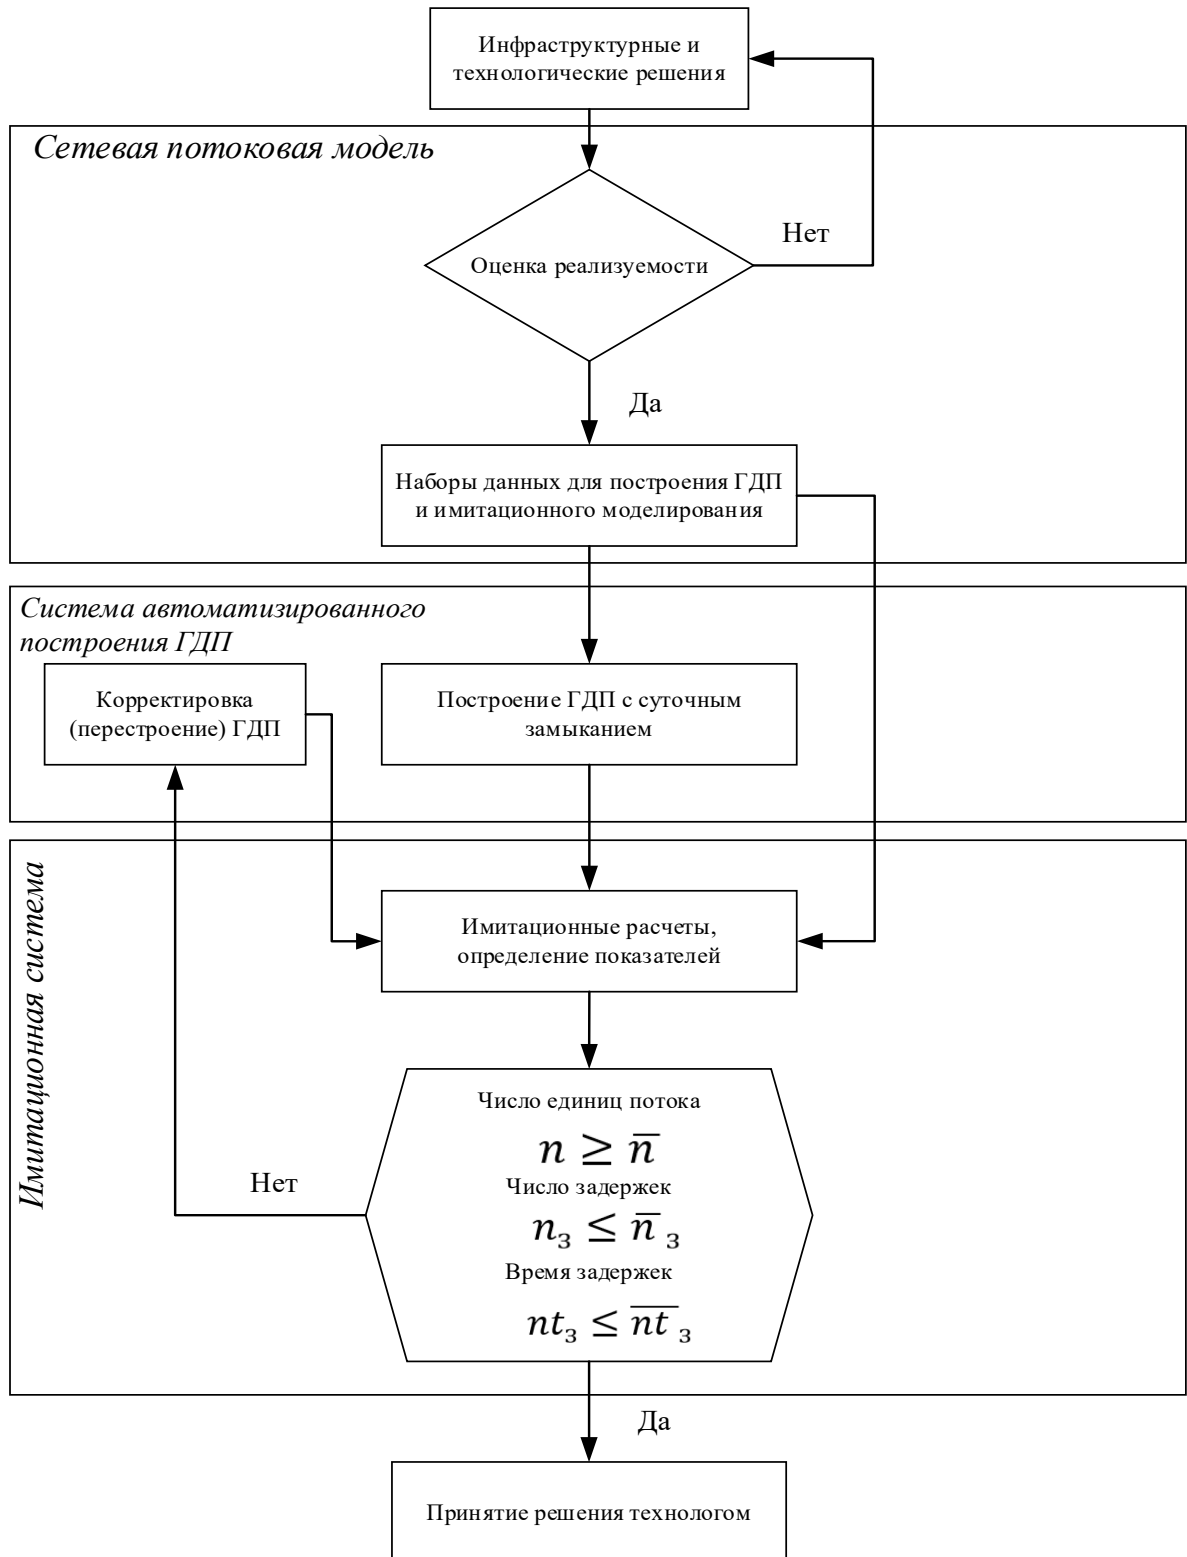 Инфраструктурные и
технологические решения
Сетевая потоковая модель
Нет
Оценка реализуемости
Да
Наборы данных для построения ГДП
и имитационного моделирования
Система автоматизированного
построения ГДП
Корректировка
(перестроение) ГДП
Построение ГДП с суточным
замыканием
Имитационная система
Имитационные расчеты,
определение показателей
Число единиц потока
n ≥ n̅
Число задержек
nз ≤ n̅з
Нет
Время задержек
ntз ≤ n̅t̅з
Да
Принятие решения технологом